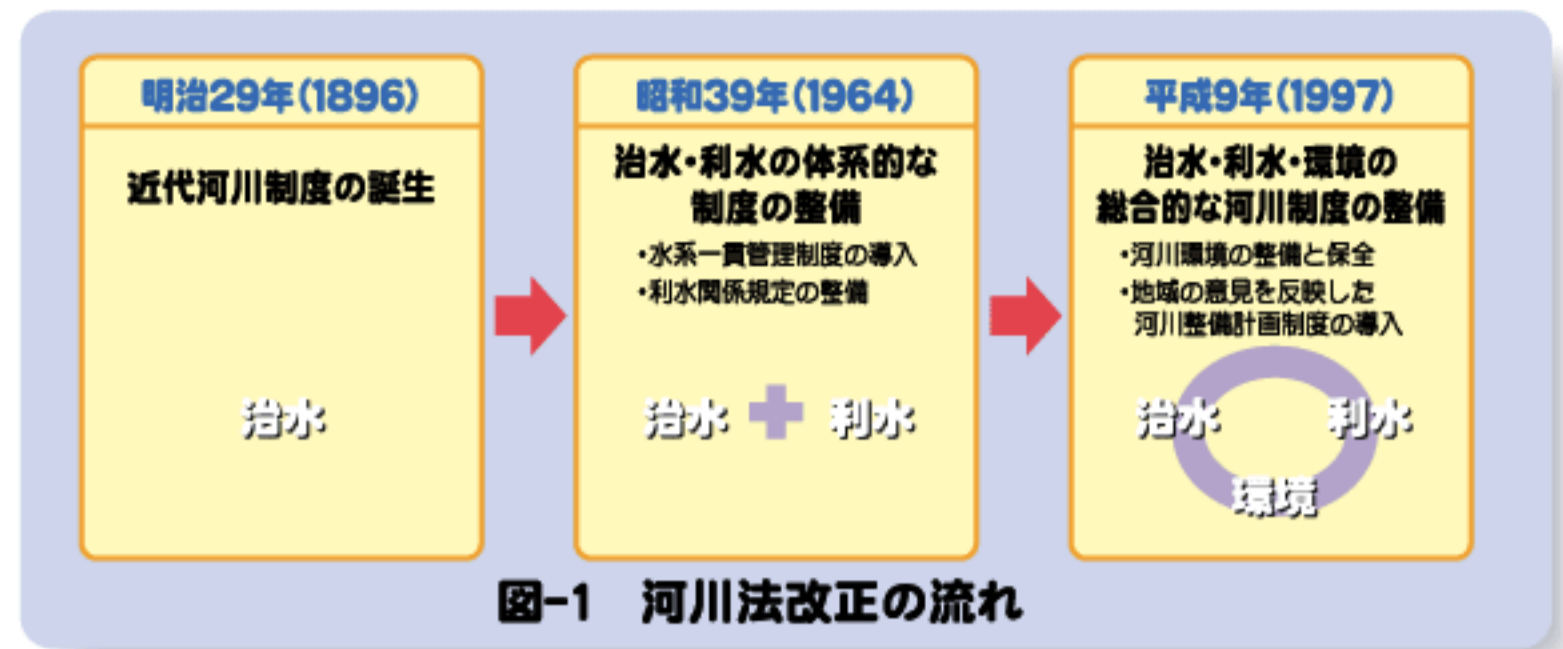 明治29年(1896)
近代河川制度の誕生
治水
昭和39年(1964)
治水・利水の体系的な
制度の整備
・水系一貫管理制度の導入
・利水関係規定の整備
治水
利水
平成9年(1997)
治水・利水・環境の
総合的な河川制度の整備
・河川環境の整備と保全
・地域の意見を反映した
河川整備計画制度の導入
治水
利水
環境
図-1 河川法改正の流れ